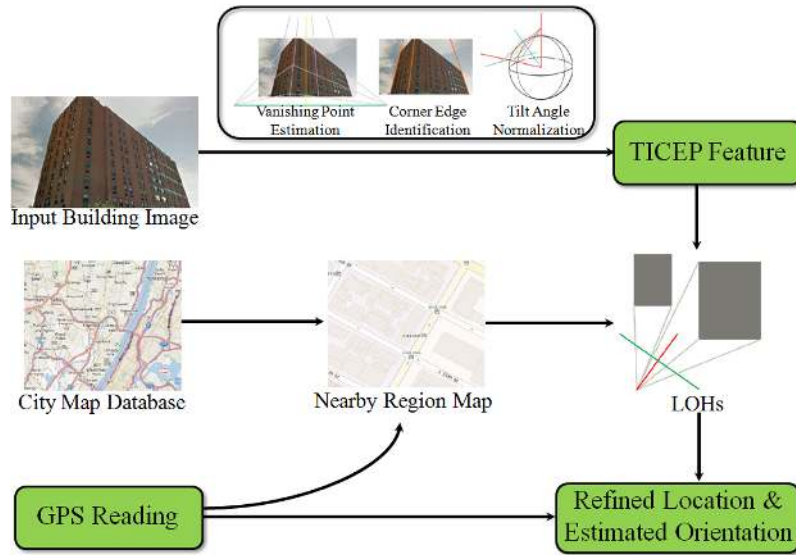 Vanishing Point
Estimation
Corner Edge
Identification
Tilt Angle
Normalization
Input Building Image
TICEP Feature
City Map Database
Nearby Region Map
LOHs
GPS Reading
Refined Location &
Estimated Orientation